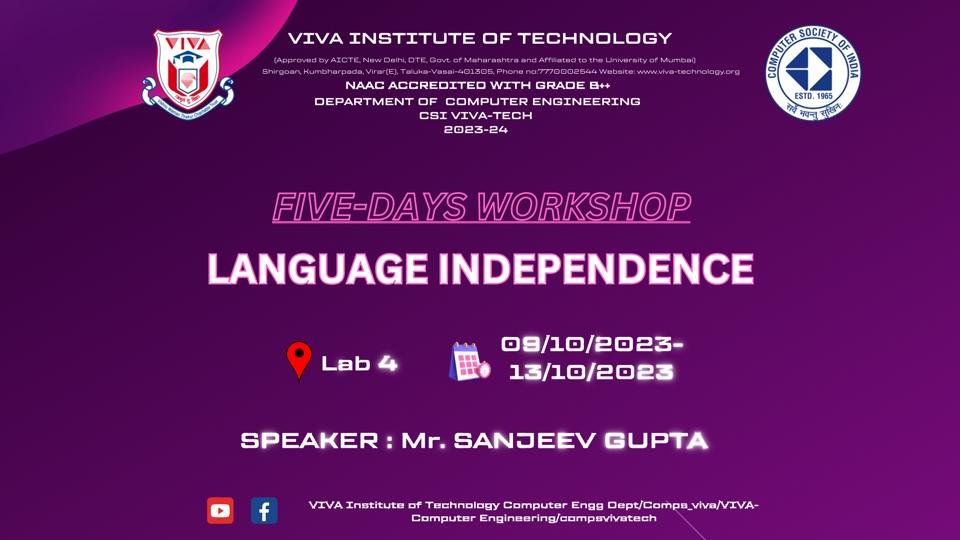 VIVA INSTITUTE OF TECHNOLOGY
(Approved by AICTE, New Delhi, DTE, Govt. of Maharashtra and Affiliated to the University of Mumbai)
Shirgoan, Kumbharpada, Virar(E), Taluka-Vasai-401305, Phone no:7770002544 Website: www.viva-technology.org
NAAC ACCREDITED WITH GRADE B++
DEPARTMENT OF COMPUTER ENGINEERING
CSI VIVA-TECH
2023-24
VIVA
COMPUTER SOCIETY OF INDIA
ESTD. 1965
सर्वे भवन्तु सुखिनः
FIVE-DAYS WORKSHOP
LANGUAGE INDEPENDENCE
Lab 4
09/10/2023-
13/10/2023
SPEAKER : Mr. SANJEEV GUPTA
VIVA Institute of Technology Computer Engg Dept/Comps_viva/VIVA-
Computer Engineering/compsvivatech